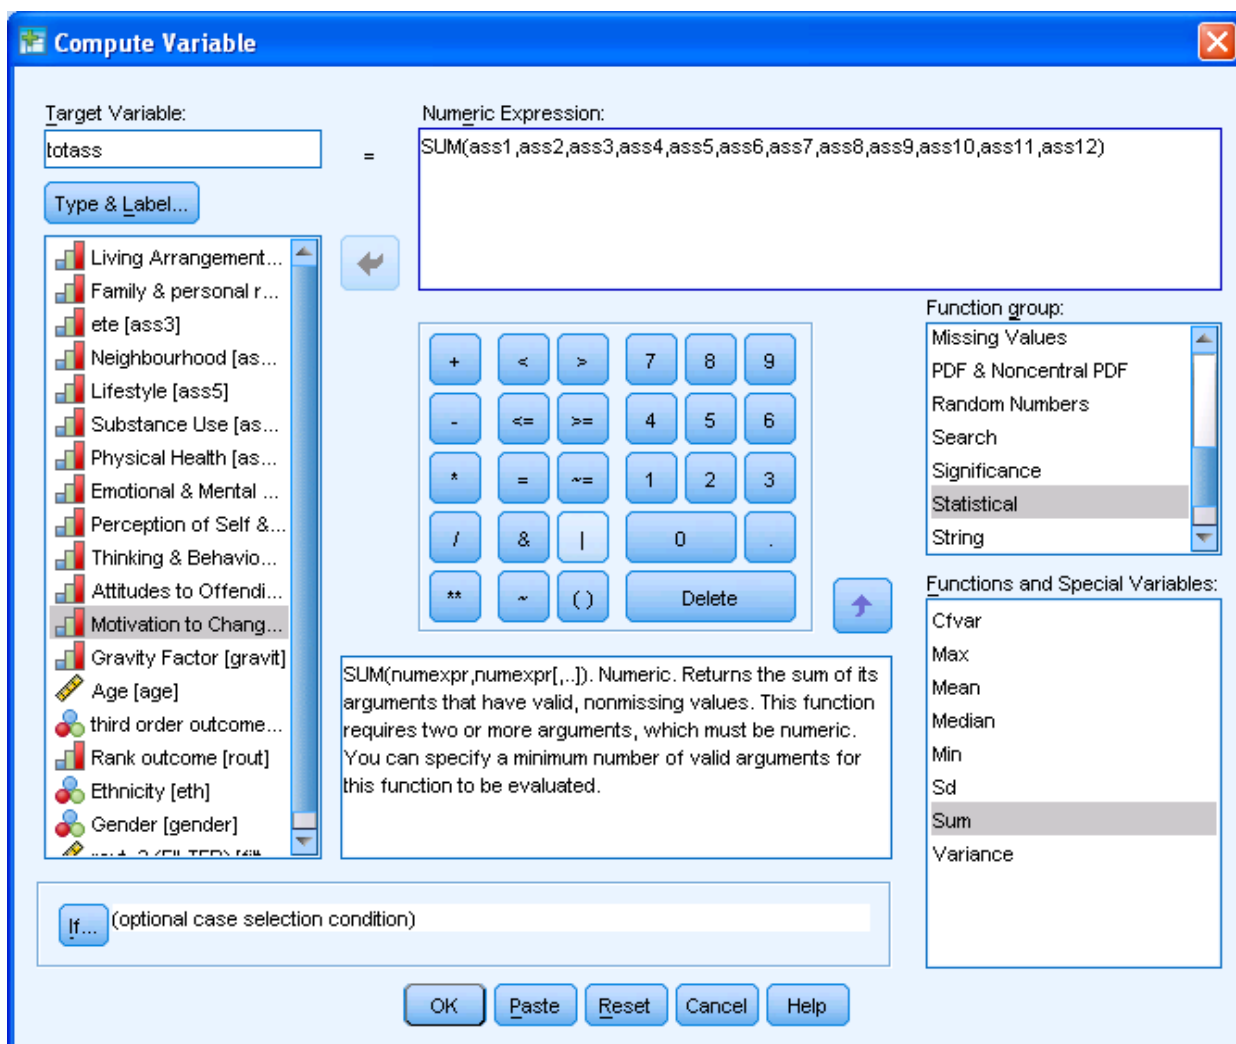 Compute Variable
Target Variable:
totass
=
Type & Label...
Numeric Expression:
SUM(ass1,ass2,ass3,ass4,ass5,ass6,ass7,ass8,ass9,ass10,ass11,ass12)
Living Arrangement...
Family & personal r...
ete [ass3]
Neighbourhood [as...
Lifestyle [ass5]
Substance Use [as...
Physical Health [as...
Emotional & Mental ...
Perception of Self &...
Thinking & Behavio...
Attitudes to Offendi...
Motivation to Chang...
Gravity Factor [gravit]
Age [age]
third order outcome...
Rank outcome [rout]
Ethnicity [eth]
Gender [gender]
+ < > 7 8 9
- <= >= 4 5 6
* = ~= 1 2 3
/ & | 0 .
** ~ ( ) Delete
Function group:
Missing Values
PDF & Noncentral PDF
Random Numbers
Search
Significance
Statistical
String
Functions and Special Variables:
Cfvar
Max
Mean
Median
Min
Sd
Sum
Variance
SUM(numexpr,numexpr[,..]). Numeric. Returns the sum of its
arguments that have valid, nonmissing values. This function
requires two or more arguments, which must be numeric.
You can specify a minimum number of valid arguments for
this function to be evaluated.
If... (optional case selection condition)
OK Paste Reset Cancel Help